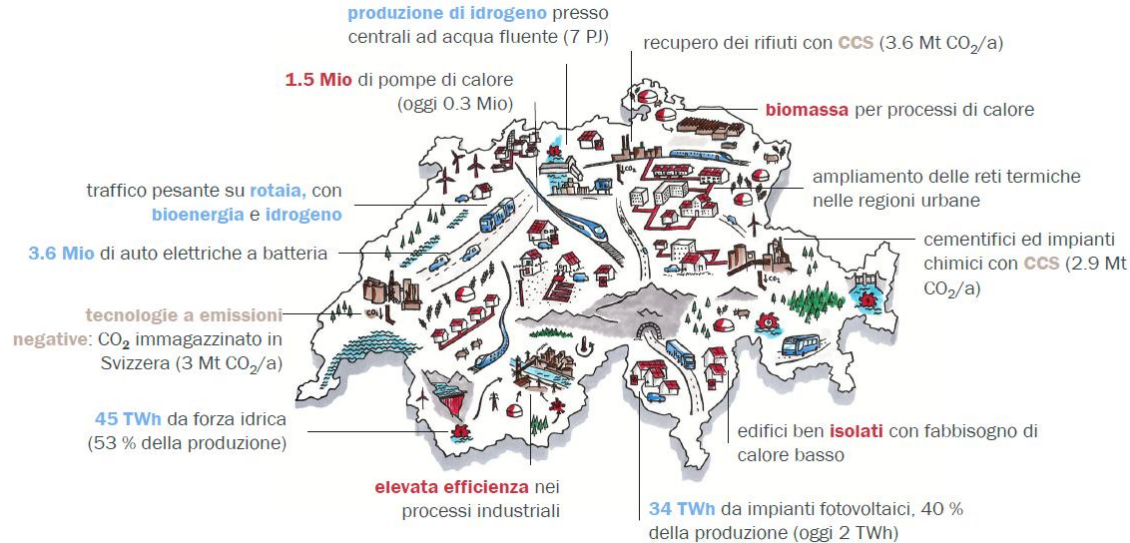 produzione di idrogeno presso
centrali ad acqua fluente (7 PJ)
recupero dei rifiuti con CCS (3.6 Mt CO₂/a)
1.5 Mio di pompe di calore
(oggi 0.3 Mio)
biomassa per processi di calore
traffico pesante su rotaia, con
bioenergia e idrogeno
ampliamento delle reti termiche
nelle regioni urbane
3.6 Mio di auto elettriche a batteria
cementifici ed impianti
chimici con CCS (2.9 Mt
CO₂/a)
tecnologie a emissioni
negative: CO₂ immagazzinato in
Svizzera (3 Mt CO₂/a)
45 TWh da forza idrica
(53 % della produzione)
edifici ben isolati con fabbisogno di
calore basso
elevata efficienza nei
processi industriali
34 TWh da impianti fotovoltaici, 40 %
della produzione (oggi 2 TWh)
CO₂
CO₂
CO₂